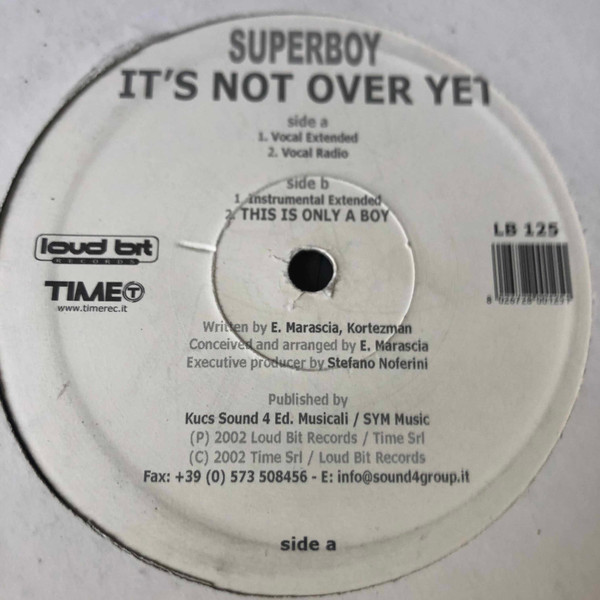 SUPERBOY
IT'S NOT OVER YET
side a
1. Vocal Extended
2. Vocal Radio
side b
1. Instrumental Extended
2. THIS IS ONLY A BOY
loud bit
RECORDS
TIME T
www.timerec.it
LB 125
Written by E. Marascia, Kortezman
Conceived and arranged by E. Marascia
Executive producer by Stefano Noferini
Published by
Kucs Sound 4 Ed. Musicali / SYM Music
(P) 2002 Loud Bit Records / Time Srl
(C) 2002 Time Srl / Loud Bit Records
Fax: +39 (0) 573 508456 - E: info@sound4group.it
side a